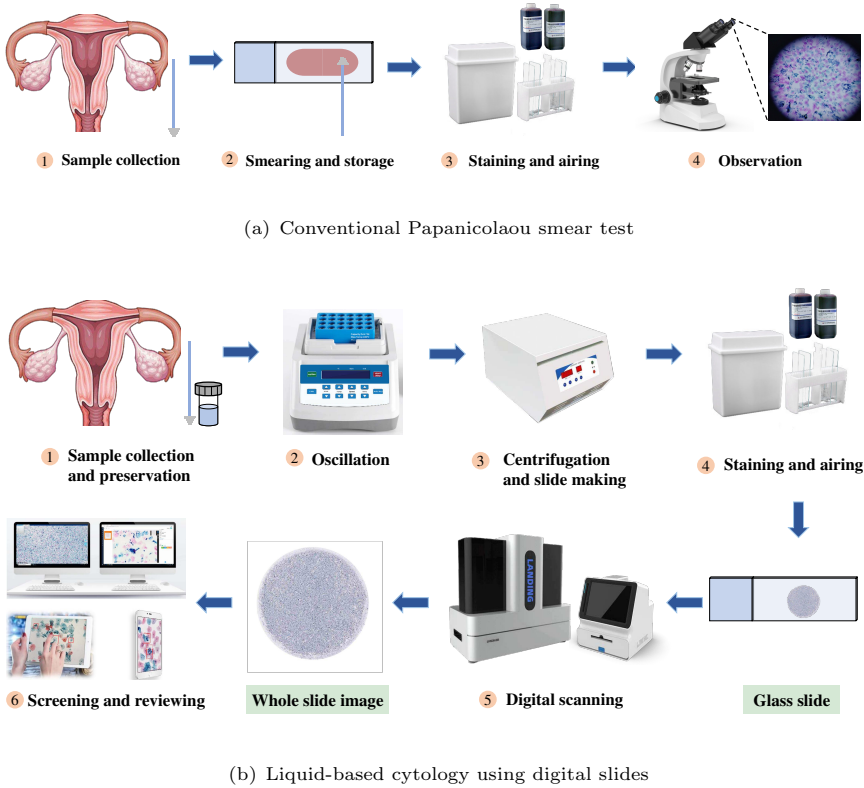 1 Sample collection
2 Smearing and storage
3 Staining and airing
4 Observation
(a) Conventional Papanicolaou smear test
1 Sample collection
and preservation
2 Oscillation
3 Centrifugation
and slide making
4 Staining and airing
LANDING
6 Screening and reviewing
Whole slide image
5 Digital scanning
Glass slide
(b) Liquid-based cytology using digital slides